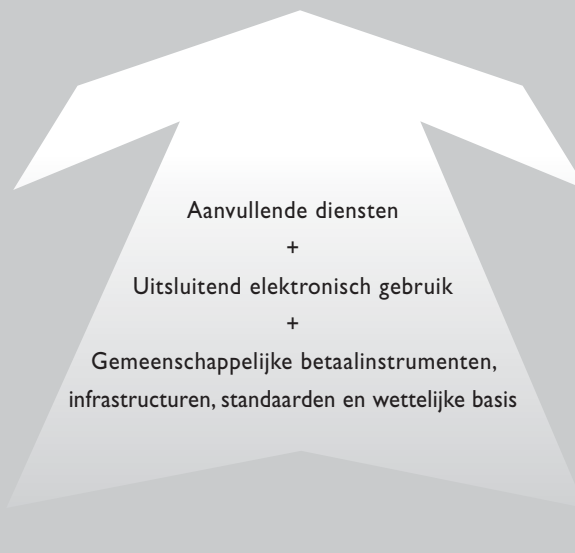 Aanvullende diensten
+
Uitsluitend elektronisch gebruik
+
Gemeenschappelijke betaalinstrumenten,
infrastructuren, standaarden en wettelijke basis